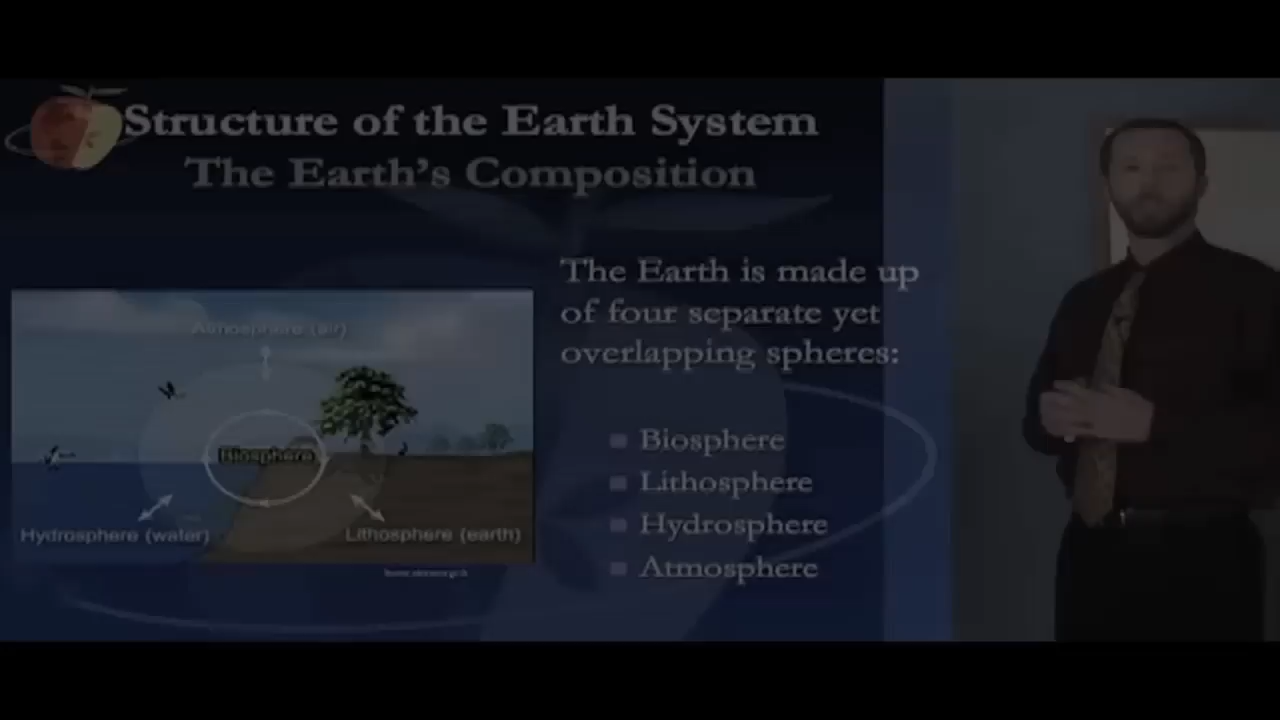 Structure of the Earth System
The Earth's Composition
The Earth is made up
of four separate yet
overlapping spheres:
Biosphere
Lithosphere
Hydrosphere
Atmosphere
Atmosphere (air)
Biosphere
Hydrosphere (water)
Lithosphere (earth)